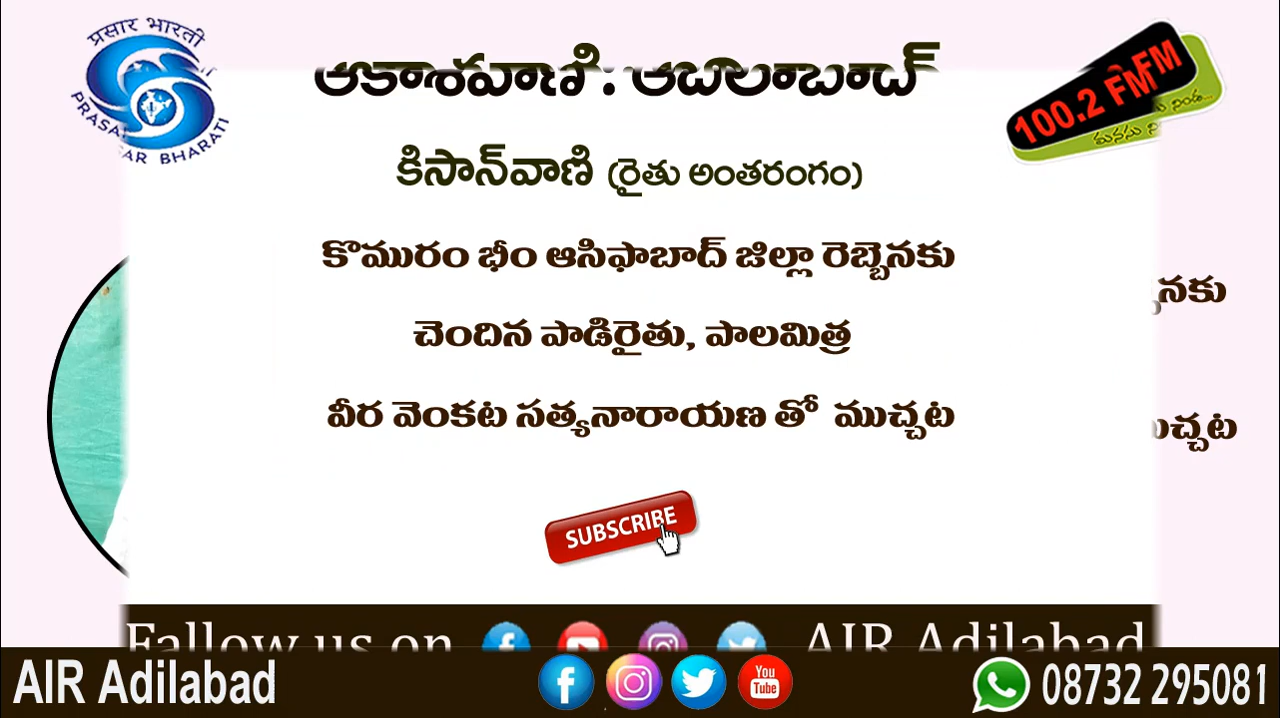 प्रसार भारती
PRASAR BHARATI
ఆకాశవాణి: ఆదిలాబాద్
100.2 FM
కిసాన్‌వాణి (రైతు అంతరంగం)
కొమురం భీం ఆసిఫాబాద్ జిల్లా రెబ్బెనకు
చెందిన పాడిరైతు, పాలమిత్ర
వీర వెంకట సత్యనారాయణ తో ముచ్చట
SUBSCRIBE
Follow us on AIR Adilabad
AIR Adilabad
You Tube
08732 295081